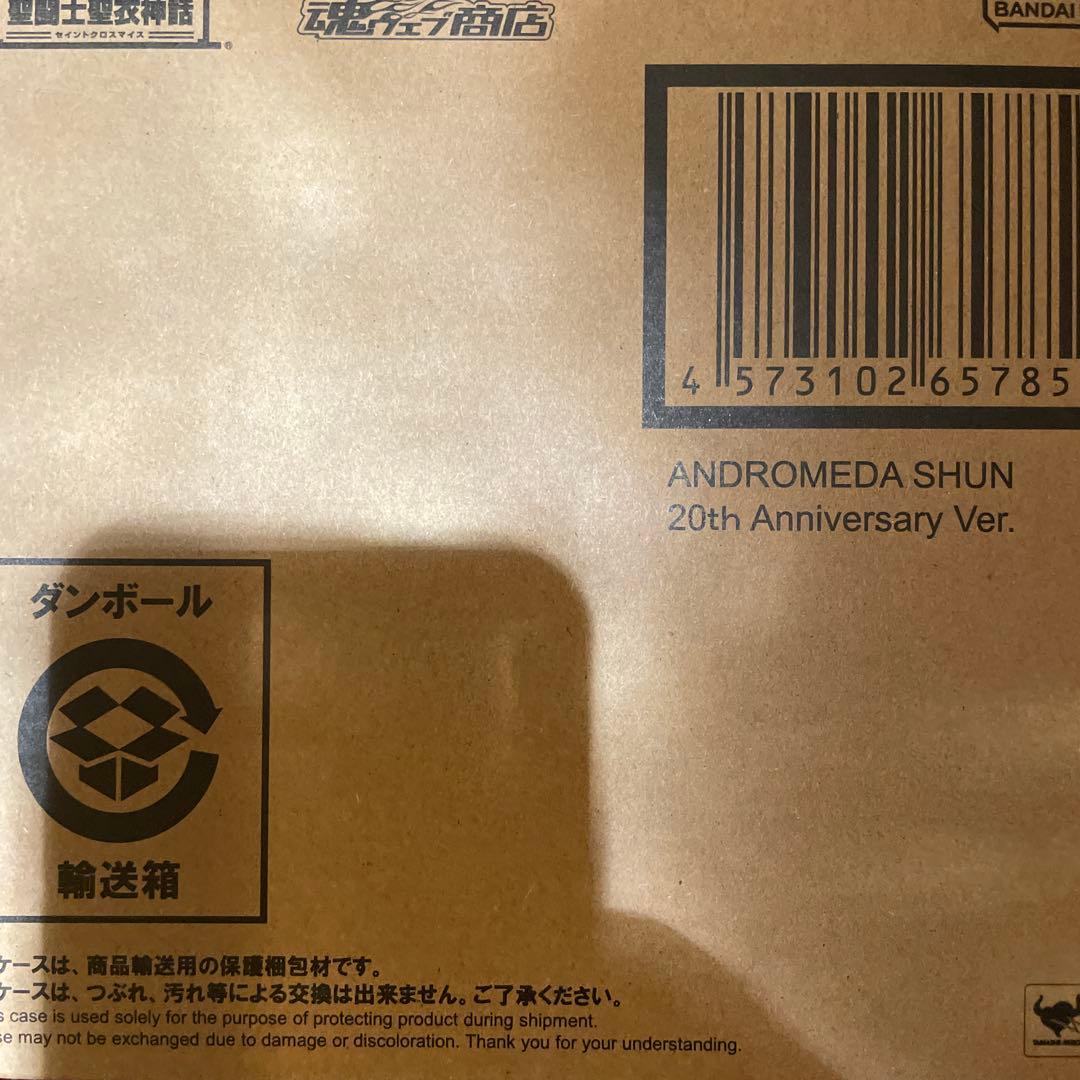 聖闘士聖衣神話
セイントクロスマイス
魂ウェブ商店
BANDAI
4 573102 65785
ANDROMEDA SHUN
20th Anniversary Ver.
ダンボール
輸送箱
ケースは、商品輸送用の保護梱包材です。
ケースは、つぶれ、汚れ等による交換は出来ません。ご了承ください。
s case is used solely for the purpose of protecting product during shipment.
se may not be exchanged due to damage or discoloration. Thank you for your understanding.